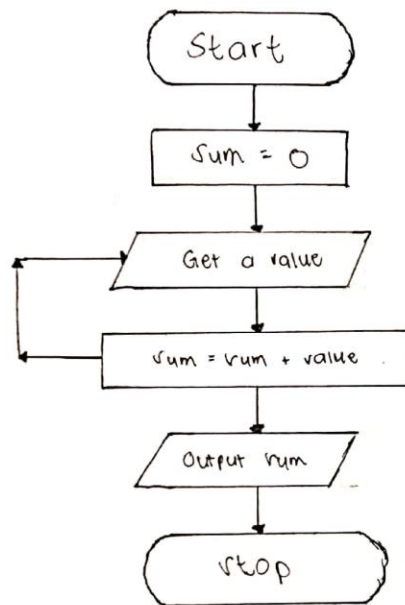 Start
sum = 0
Get a value
sum = sum + value
Output sum
stop